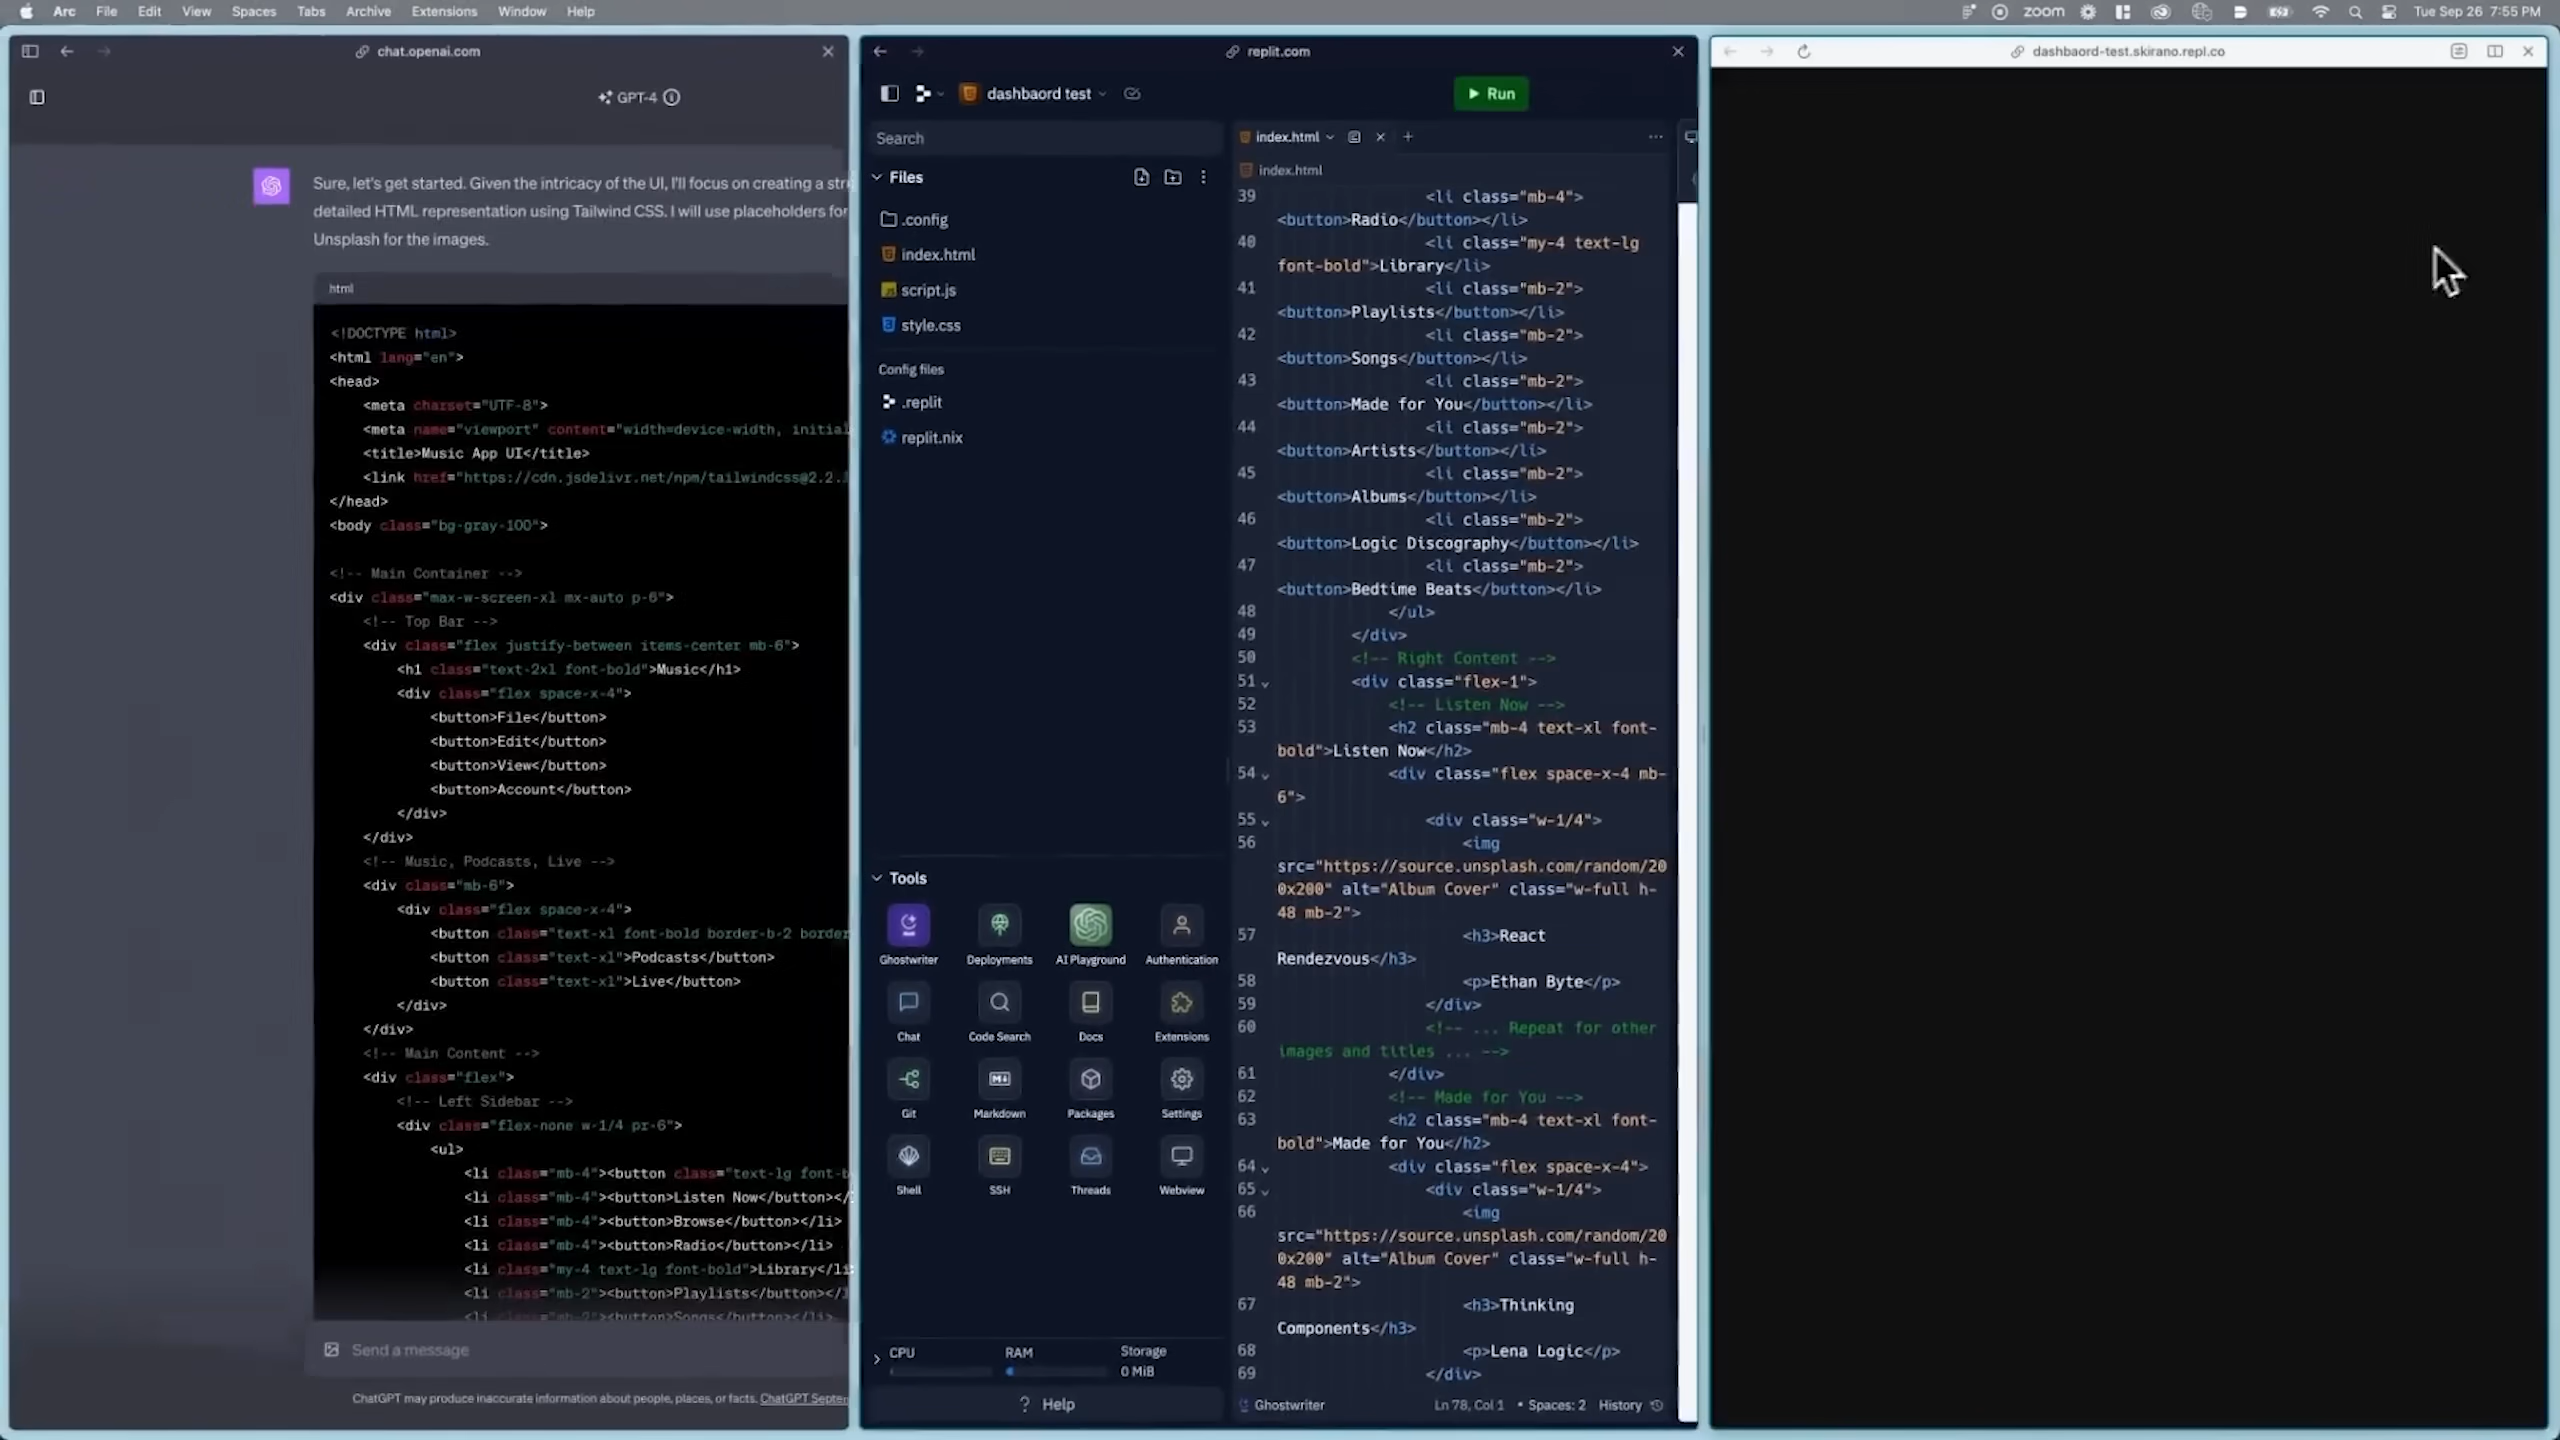 Arc File Edit View Spaces Tabs Archive Extensions Window Help
zoom
Tue Sep 26 7:55 PM
chat.openai.com
GPT-4
Sure, let's get started. Given the intricacy of the UI, I'll focus on creating a
detailed HTML representation using Tailwind CSS. I will use placeholders for
Unsplash for the images.
html
<!DOCTYPE html>
<html lang="en">
<head>
<meta charset="UTF-8">
<meta name="viewport" content="width=device-width, initial
<title>Music App UI</title>
<link href="https://cdn.jsdelivr.net/npm/tailwindcss@2.2.
</head>
<body class="bg-gray-100">
<!-- Main Container -->
<div class="max-w-screen-xl mx-auto p-6">
<!-- Top Bar -->
<div class="flex justify-between items-center mb-6">
<h1 class="text-2xl font-bold">Music</h1>
<div class="flex space-x-4">
<button>File</button>
<button>Edit</button>
<button>View</button>
<button>Account</button>
</div>
</div>
<!-- Music, Podcasts, Live -->
<div class="mb-6">
<div class="flex space-x-4">
<button class="text-xl font-bold border-b-2 border
<button class="text-xl">Podcasts</button>
<button class="text-xl">Live</button>
</div>
</div>
<!-- Main Content -->
<div class="flex">
<!-- Left Sidebar -->
<div class="flex-none w-1/4 pr-6">
<ul>
<li class="mb-4"><button class="text-lg font-b
<li class="mb-4"><button>Listen Now</button></
<li class="mb-4"><button>Browse</button></li>
<li class="mb-4"><button>Radio</button></li>
<li class="my-4 text-lg font-bold">Library</li>
<li class="mb-2"><button>Playlists</button></
<li class="mb-2"><button>Songs</button></li>
Send a message
ChatGPT may produce inaccurate information about people, places, or facts. ChatGPT Septe
replit.com
dashbaord test
Run
Search
Files
.config
index.html
script.js
style.css
Config files
.replit
replit.nix
Tools
Ghostwriter Deployments AI Playground Authentication
Chat Code Search Docs Extensions
Git Markdown Packages Settings
Shell SSH Threads Webview
CPU RAM Storage
0 MiB
Help
index.html
index.html
39 <li class="mb-4">
<button>Radio</button></li>
40 <li class="my-4 text-lg
font-bold">Library</li>
41 <li class="mb-2">
<button>Playlists</button></li>
42 <li class="mb-2">
<button>Songs</button></li>
43 <li class="mb-2">
<button>Made for You</button></li>
44 <li class="mb-2">
<button>Artists</button></li>
45 <li class="mb-2">
<button>Albums</button></li>
46 <li class="mb-2">
<button>Logic Discography</button></li>
47 <li class="mb-2">
<button>Bedtime Beats</button></li>
48 </ul>
49 </div>
50 <!-- Right Content -->
51 <div class="flex-1">
52 <!-- Listen Now -->
53 <h2 class="mb-4 text-xl font-
bold">Listen Now</h2>
54 <div class="flex space-x-4 mb-
6">
55 <div class="w-1/4">
56 <img
src="https://source.unsplash.com/random/20
0x200" alt="Album Cover" class="w-full h-
48 mb-2">
57 <h3>React
Rendezvous</h3>
58 <p>Ethan Byte</p>
59 </div>
60 <!-- ... Repeat for other
images and titles ... -->
61 </div>
62 <!-- Made for You -->
63 <h2 class="mb-4 text-xl font-
bold">Made for You</h2>
64 <div class="flex space-x-4">
65 <div class="w-1/4">
66 <img
src="https://source.unsplash.com/random/20
0x200" alt="Album Cover" class="w-full h-
48 mb-2">
67 <h3>Thinking
Components</h3>
68 <p>Lena Logic</p>
69 </div>
Ghostwriter Ln 78, Col 1 • Spaces: 2 History
dashbaord-test.skirano.repl.co